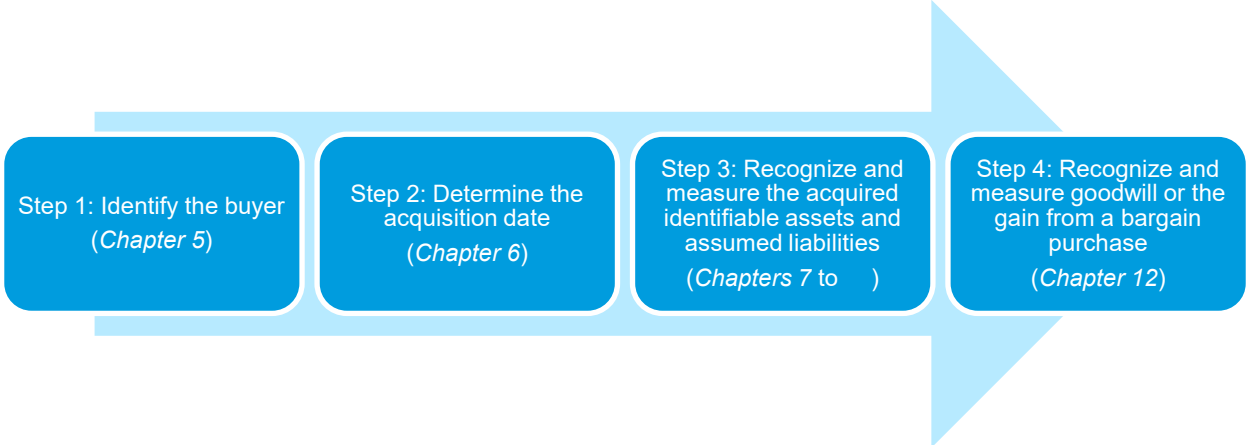 Step 1: Identify the buyer
(Chapter 5)
Step 2: Determine the
acquisition date
(Chapter 6)
Step 3: Recognize and
measure the acquired
identifiable assets and
assumed liabilities
(Chapters 7 to )
Step 4: Recognize and
measure goodwill or the
gain from a bargain
purchase
(Chapter 12)